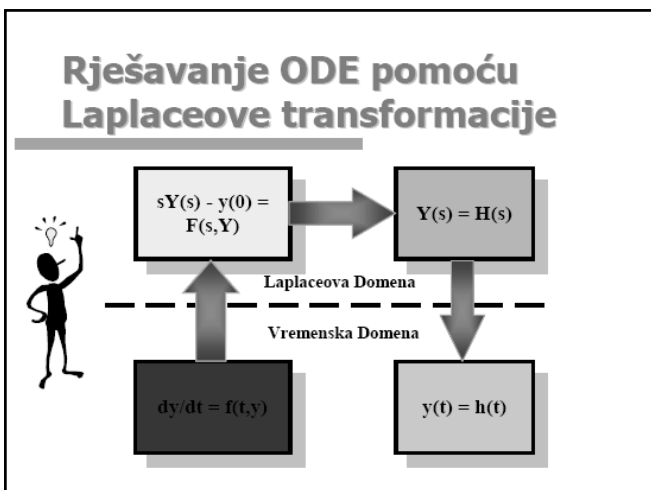 Rješavanje ODE pomoću
Laplaceove transformacije
sY(s) - y(0) =
F(s,Y)
Y(s) = H(s)
Laplaceova Domena
Vremenska Domena
dy/dt = f(t,y)
y(t) = h(t)